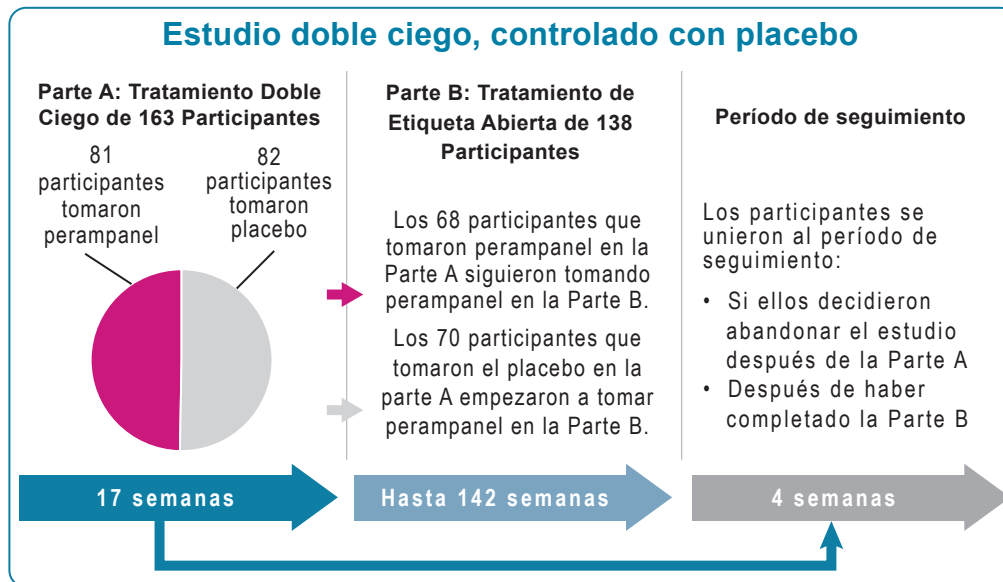 Estudio doble ciego, controlado con placebo
Parte A: Tratamiento Doble
Ciego de 163 Participantes
81
participantes
tomaron
perampanel
82
participantes
tomaron
placebo
Parte B: Tratamiento de
Etiqueta Abierta de 138
Participantes
Los 68 participantes que
tomaron perampanel en la
Parte A siguieron tomando
perampanel en la Parte B.
Los 70 participantes que
tomaron el placebo en la
parte A empezaron a tomar
perampanel en la Parte B.
Período de seguimiento
Los participantes se
unieron al período de
seguimiento:
• Si ellos decidieron
abandonar el estudio
después de la Parte A
• Después de haber
completado la Parte B
17 semanas
Hasta 142 semanas
4 semanas